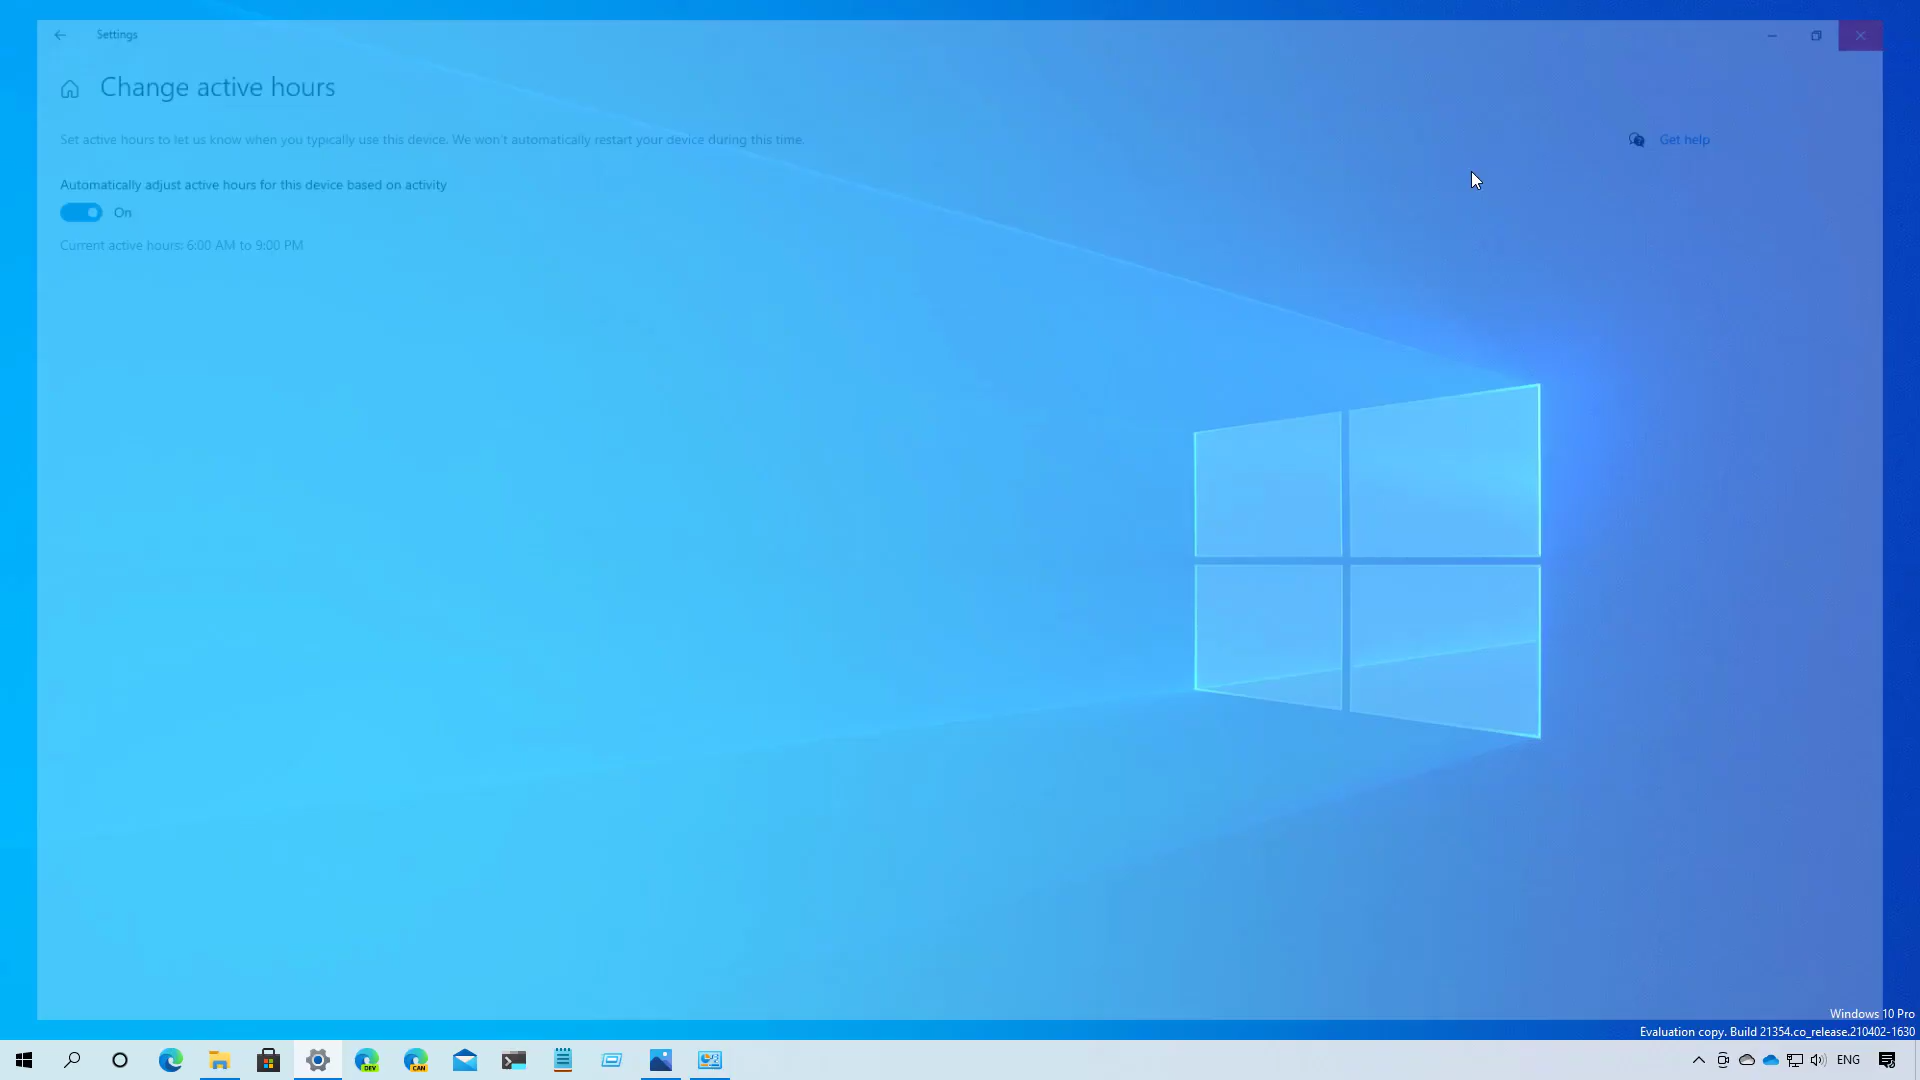 Settings
Change active hours
Set active hours to let us know when you typically use this device. We won't automatically restart your device during this time.
Get help
Automatically adjust active hours for this device based on activity
On
Current active hours: 6:00 AM to 9:00 PM
Windows 10 Pro
Evaluation copy. Build 21354.co_release.210402-1630
DEV
CAN
ENG